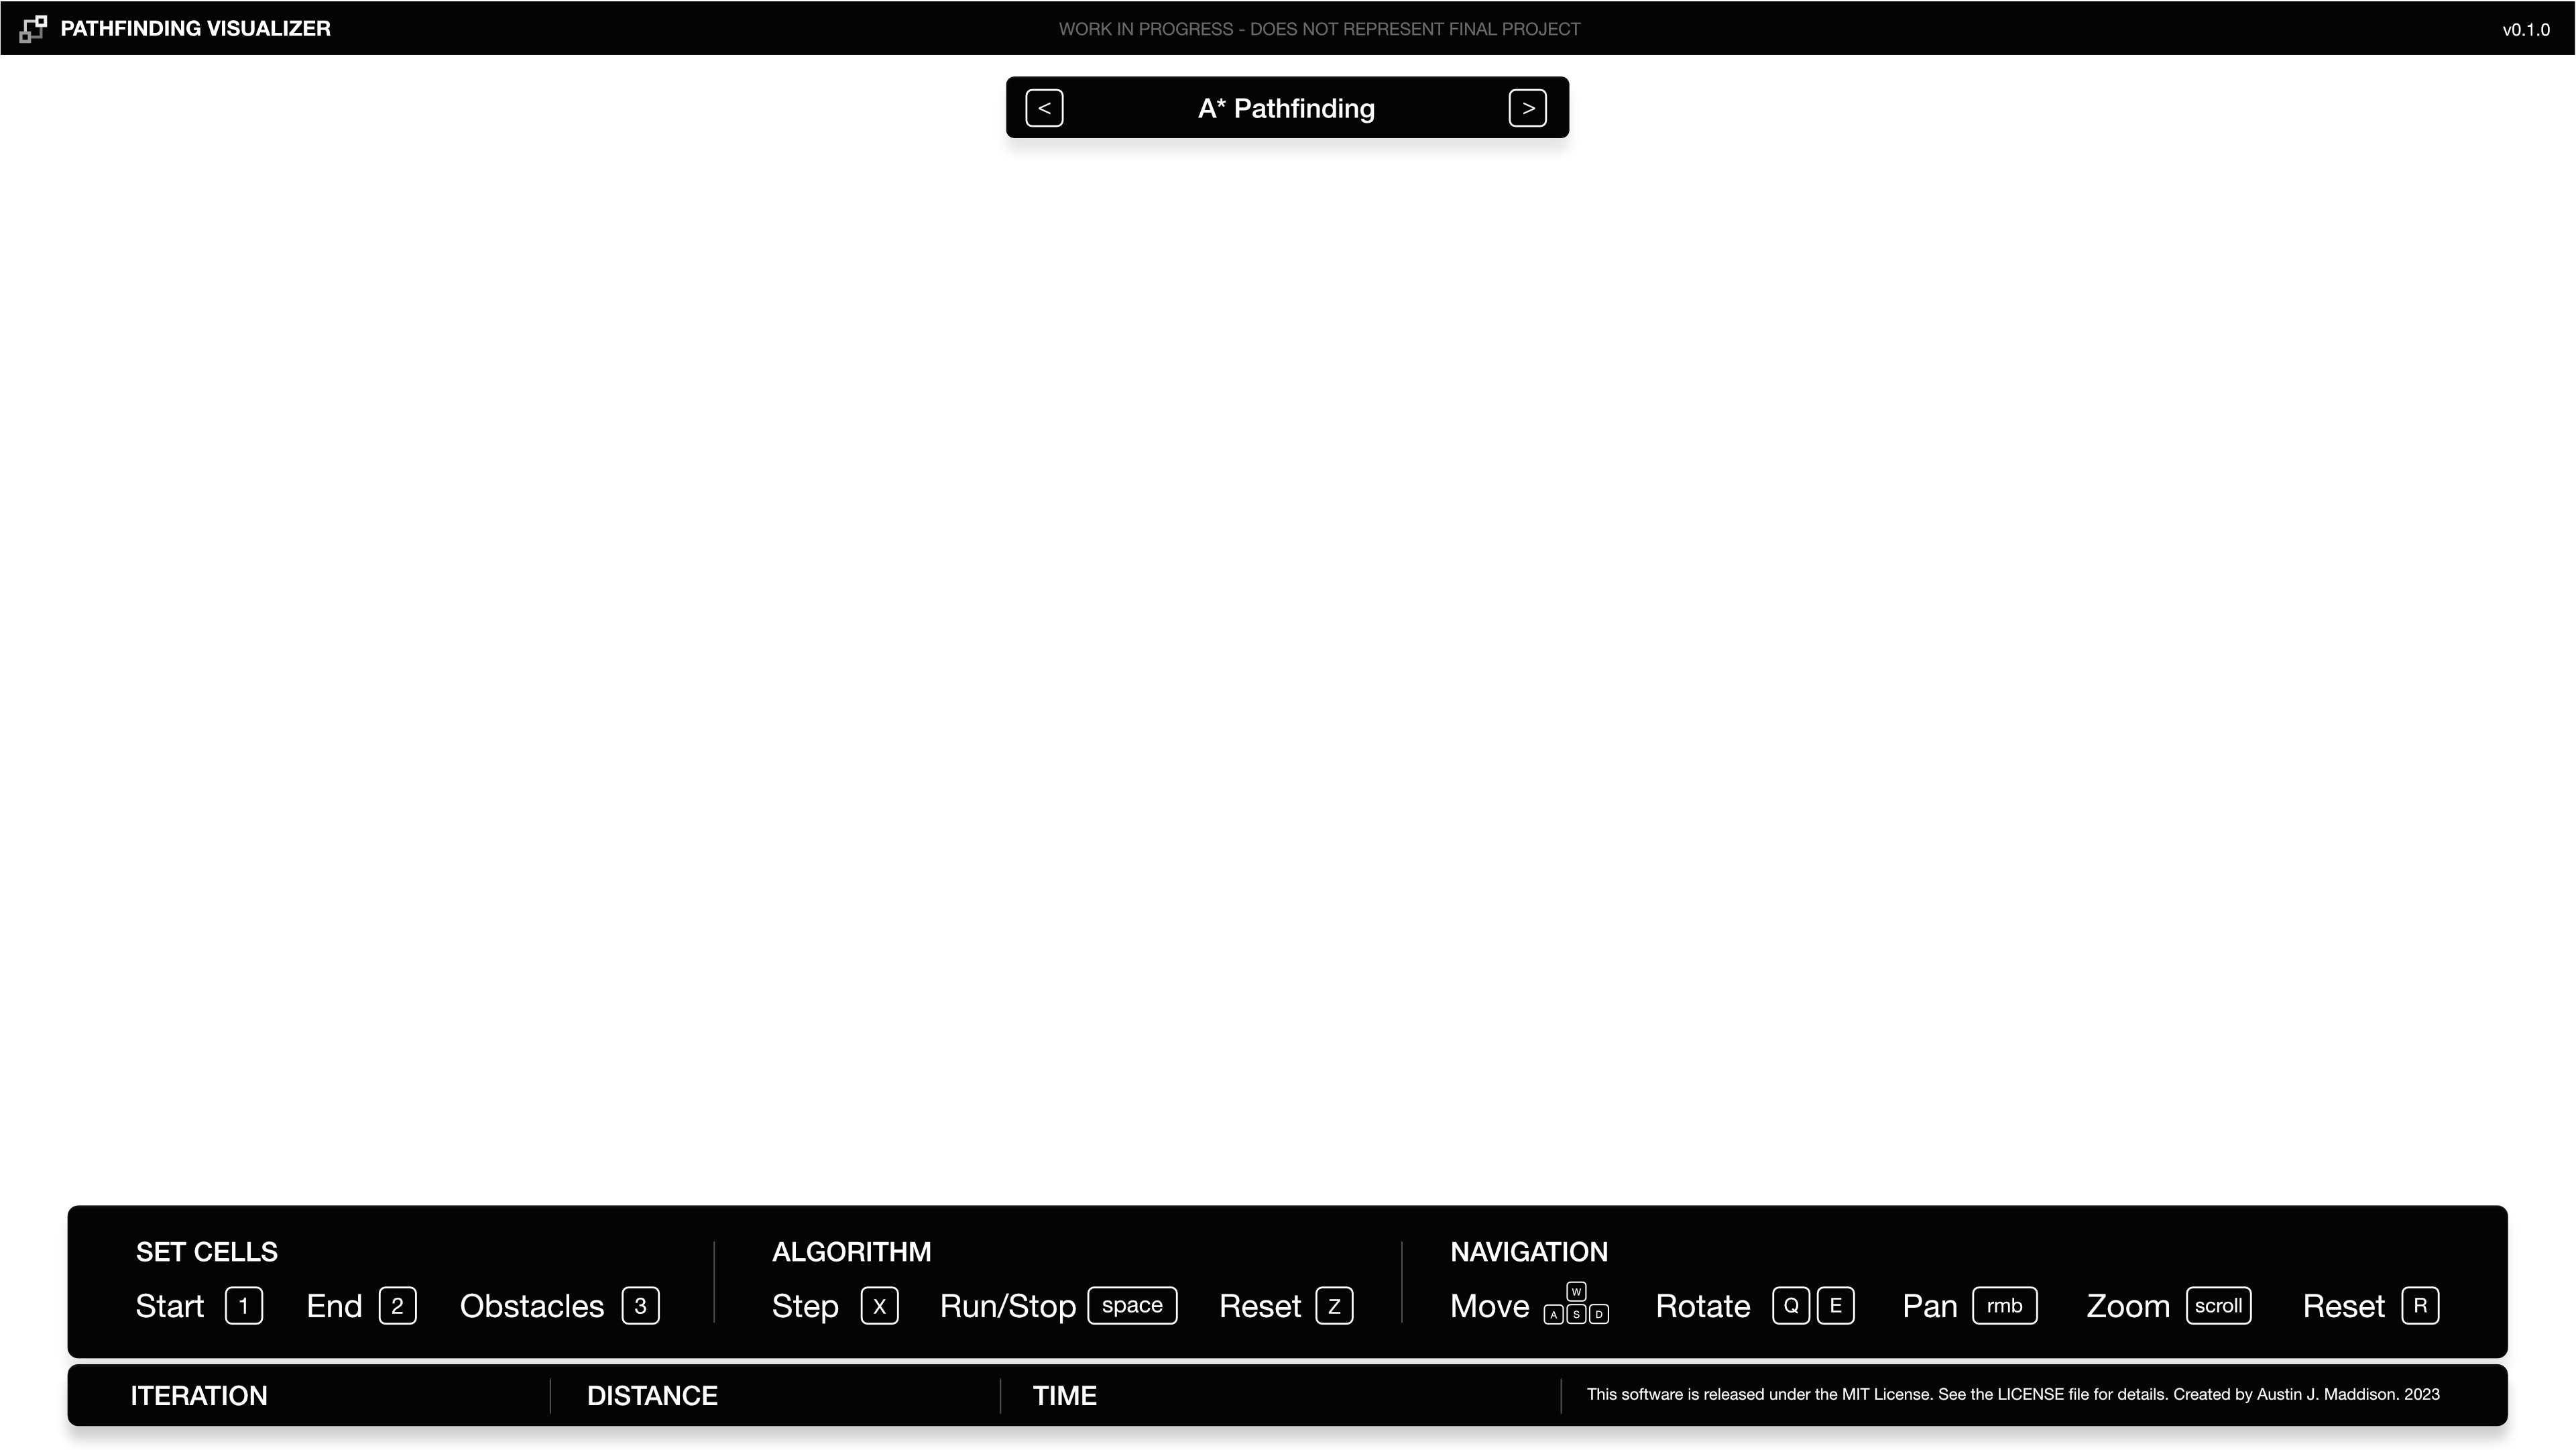 PATHFINDING VISUALIZER
WORK IN PROGRESS - DOES NOT REPRESENT FINAL PROJECT
v0.1.0
< A* Pathfinding >
SET CELLS
Start 1 End 2 Obstacles 3
ALGORITHM
Step X Run/Stop space Reset Z
NAVIGATION
Move W A S D Rotate Q E Pan rmb Zoom scroll Reset R
ITERATION
DISTANCE
TIME
This software is released under the MIT License. See the LICENSE file for details. Created by Austin J. Maddison. 2023